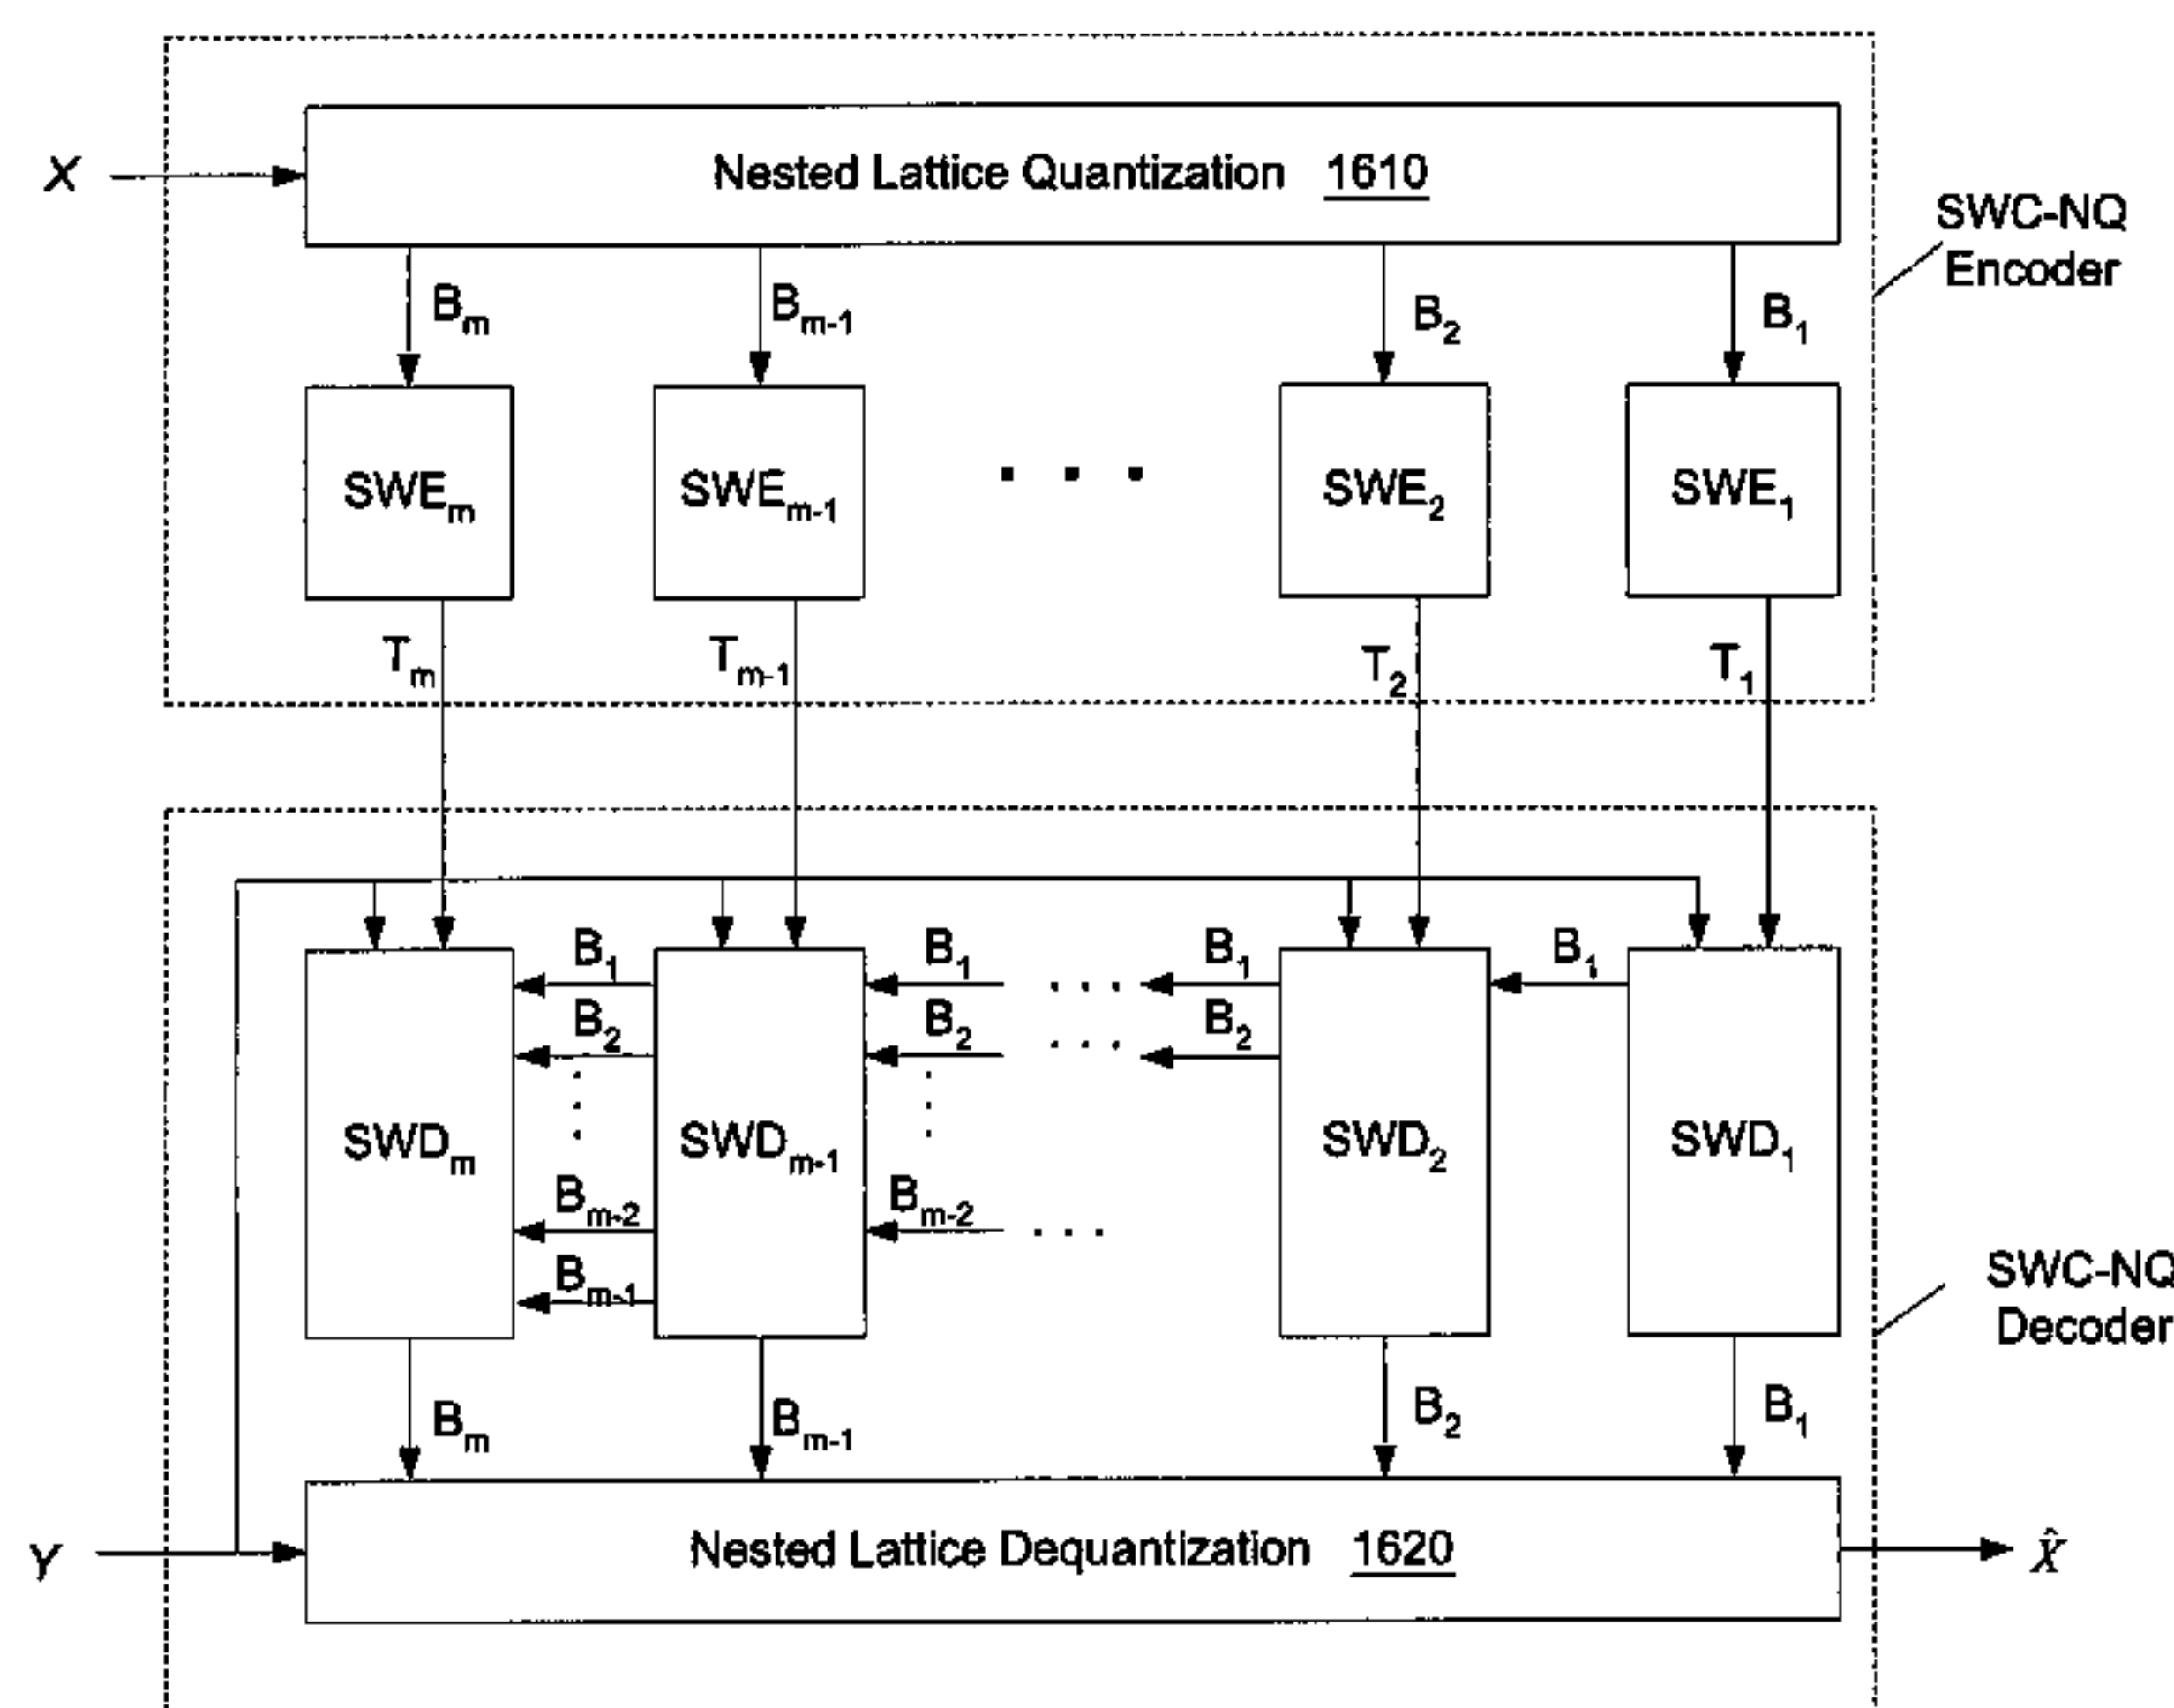 X
Nested Lattice Quantization 1610
SWC-NQ
Encoder
Bm
Bm-1
B2
B1
SWEm
SWEm-1
. . .
SWE2
SWE1
Tm
Tm-1
T2
T1
B1
B1
. . .
B1
B1
B2
B2
. . .
B2
SWDm
SWDm-1
SWD2
SWD1
Bm-2
Bm-2
. . .
Bm-1
SWC-NQ
Decoder
Bm
Bm-1
B2
B1
Y
Nested Lattice Dequantization 1620
X̂